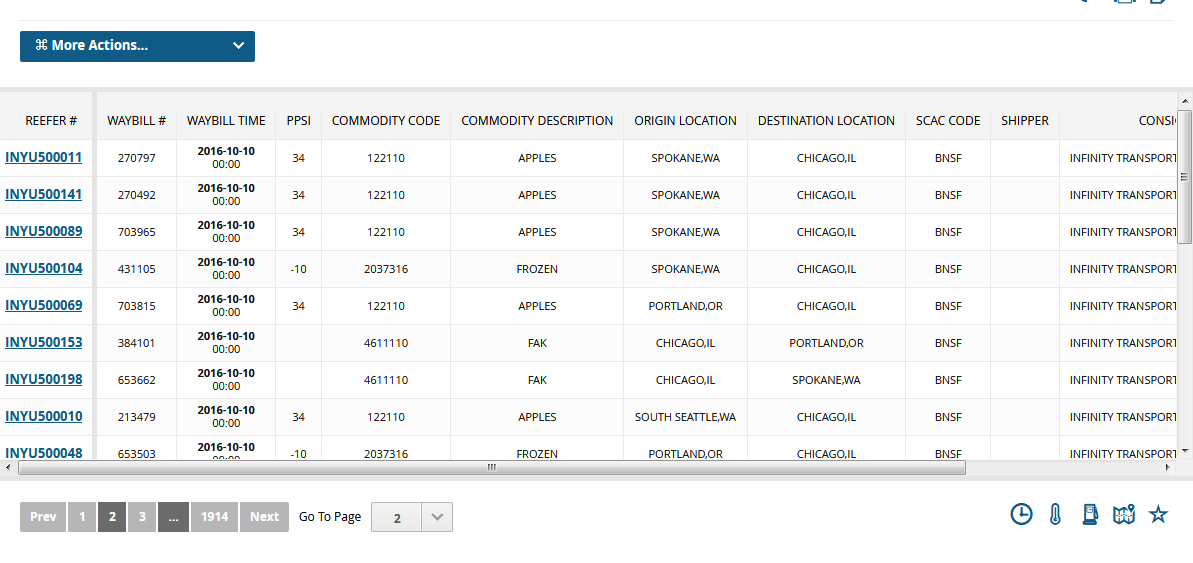 ⌘ More Actions...
REEFER # WAYBILL # WAYBILL TIME PPSI COMMODITY CODE COMMODITY DESCRIPTION ORIGIN LOCATION DESTINATION LOCATION SCAC CODE SHIPPER CONSI
INYU500011 270797 2016-10-10 00:00 34 122110 APPLES SPOKANE,WA CHICAGO,IL BNSF INFINITY TRANSPORT
INYU500141 270492 2016-10-10 00:00 34 122110 APPLES SPOKANE,WA CHICAGO,IL BNSF INFINITY TRANSPORT
INYU500089 703965 2016-10-10 00:00 34 122110 APPLES SPOKANE,WA CHICAGO,IL BNSF INFINITY TRANSPORT
INYU500104 431105 2016-10-10 00:00 -10 2037316 FROZEN SPOKANE,WA CHICAGO,IL BNSF INFINITY TRANSPORT
INYU500069 703815 2016-10-10 00:00 34 122110 APPLES PORTLAND,OR CHICAGO,IL BNSF INFINITY TRANSPORT
INYU500153 384101 2016-10-10 00:00 4611110 FAK CHICAGO,IL PORTLAND,OR BNSF INFINITY TRANSPORT
INYU500198 653662 2016-10-10 00:00 4611110 FAK CHICAGO,IL SPOKANE,WA BNSF INFINITY TRANSPORT
INYU500010 213479 2016-10-10 00:00 34 122110 APPLES SOUTH SEATTLE,WA CHICAGO,IL BNSF INFINITY TRANSPORT
INYU500048 653503 2016-10-10 00:00 -10 2037316 FROZEN PORTLAND,OR CHICAGO,IL BNSF INFINITY TRANSPORT
Prev 1 2 3 ... 1914 Next Go To Page 2